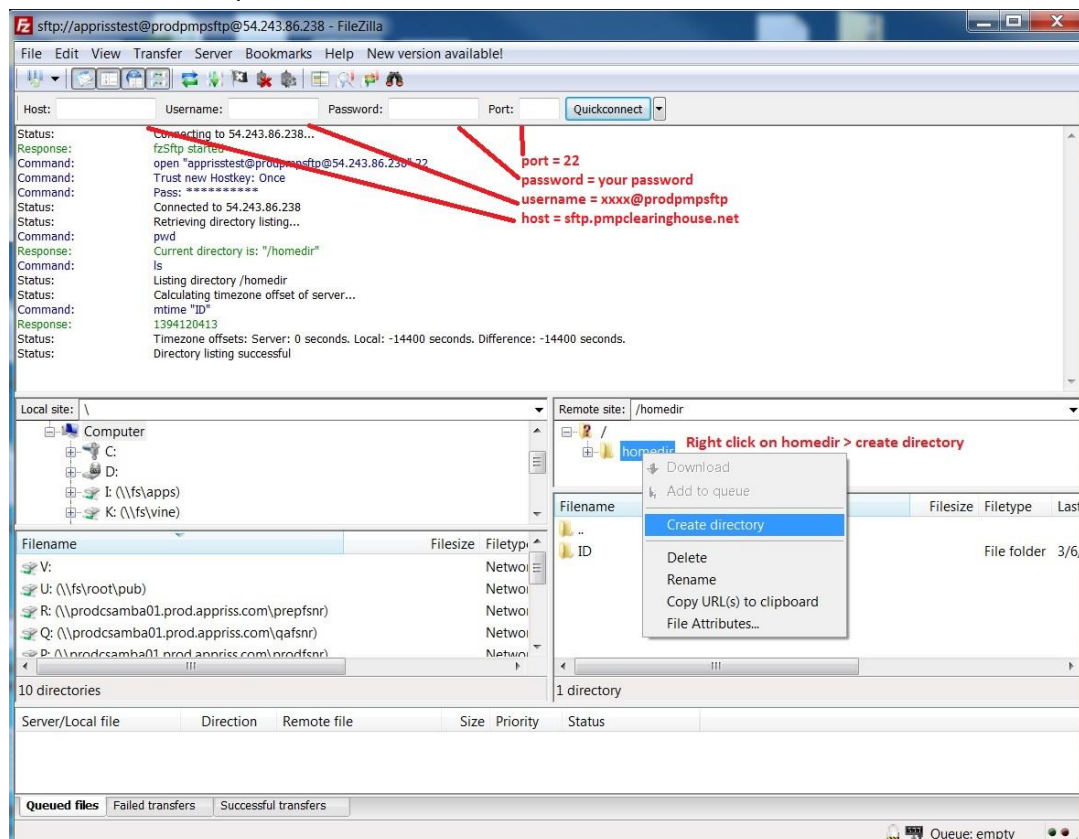 sftp://apprisstest@prodpmpsftp@54.243.86.238 - FileZilla
File Edit View Transfer Server Bookmarks Help New version available!
Host: Username: Password: Port: Quickconnect
Status: Connecting to 54.243.86.238...
Response: fzSftp started
Command: open "apprisstest@prodpmpsftp@54.243.86.238" 22
Command: Trust new Hostkey: Once
Command: Pass: **********
Status: Connected to 54.243.86.238
Status: Retrieving directory listing...
Command: pwd
Response: Current directory is: "/homedir"
Command: ls
Status: Listing directory /homedir
Status: Calculating timezone offset of server...
Command: mtime "ID"
Response: 1394120413
Status: Timezone offsets: Server: 0 seconds. Local: -14400 seconds. Difference: -14400 seconds.
Status: Directory listing successful
port = 22
password = your password
username = xxxx@prodpmpsftp
host = sftp.pmpclearinghouse.net
Local site: \
Computer
C:
D:
I: (\\fs\apps)
K: (\\fs\vine)
Filename Filesize Filetyp
V: Networ
U: (\\fs\root\pub) Networ
R: (\\prodcsamba01.prod.appriss.com\prepfsnr) Networ
Q: (\\prodcsamba01.prod.appriss.com\qafsnr) Networ
P: (\\prodcsamba01.prod.appriss.com\prodfsnr) Networ
10 directories
Remote site: /homedir
/
homedir
Right click on homedir > create directory
Download
Add to queue
Create directory
Delete
Rename
Copy URL(s) to clipboard
File Attributes...
Filename Filesize Filetype Last
..
ID File folder 3/6/
1 directory
Server/Local file Direction Remote file Size Priority Status
Queued files Failed transfers Successful transfers
Queue: empty